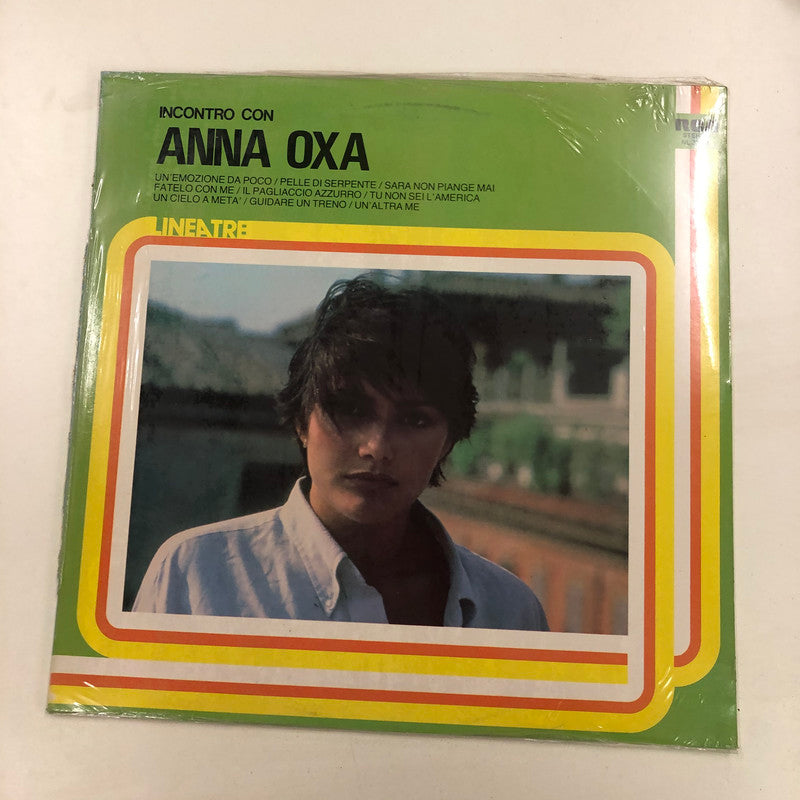 INCONTRO CON
ANNA OXA
UN'EMOZIONE DA POCO / PELLE DI SERPENTE / SARA NON PIANGE MAI
FATELO CON ME / IL PAGLIACCIO AZZURRO / TU NON SEI L'AMERICA
UN CIELO A META' / GUIDARE UN TRENO / UN'ALTRA ME
LINEATRE